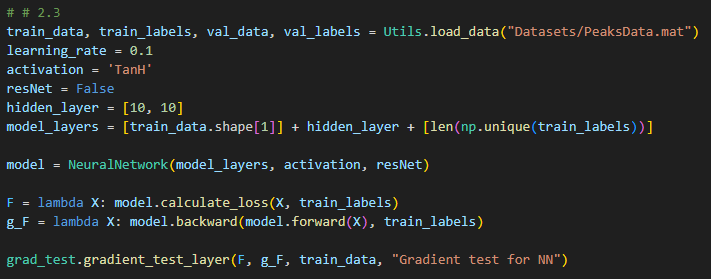 # # 2.3
train_data, train_labels, val_data, val_labels = Utils.load_data("Datasets/PeaksData.mat")
learning_rate = 0.1
activation = 'TanH'
resNet = False
hidden_layer = [10, 10]
model_layers = [train_data.shape[1]] + hidden_layer + [len(np.unique(train_labels))]
model = NeuralNetwork(model_layers, activation, resNet)
F = lambda X: model.calculate_loss(X, train_labels)
g_F = lambda X: model.backward(model.forward(X), train_labels)
grad_test.gradient_test_layer(F, g_F, train_data, "Gradient test for NN")